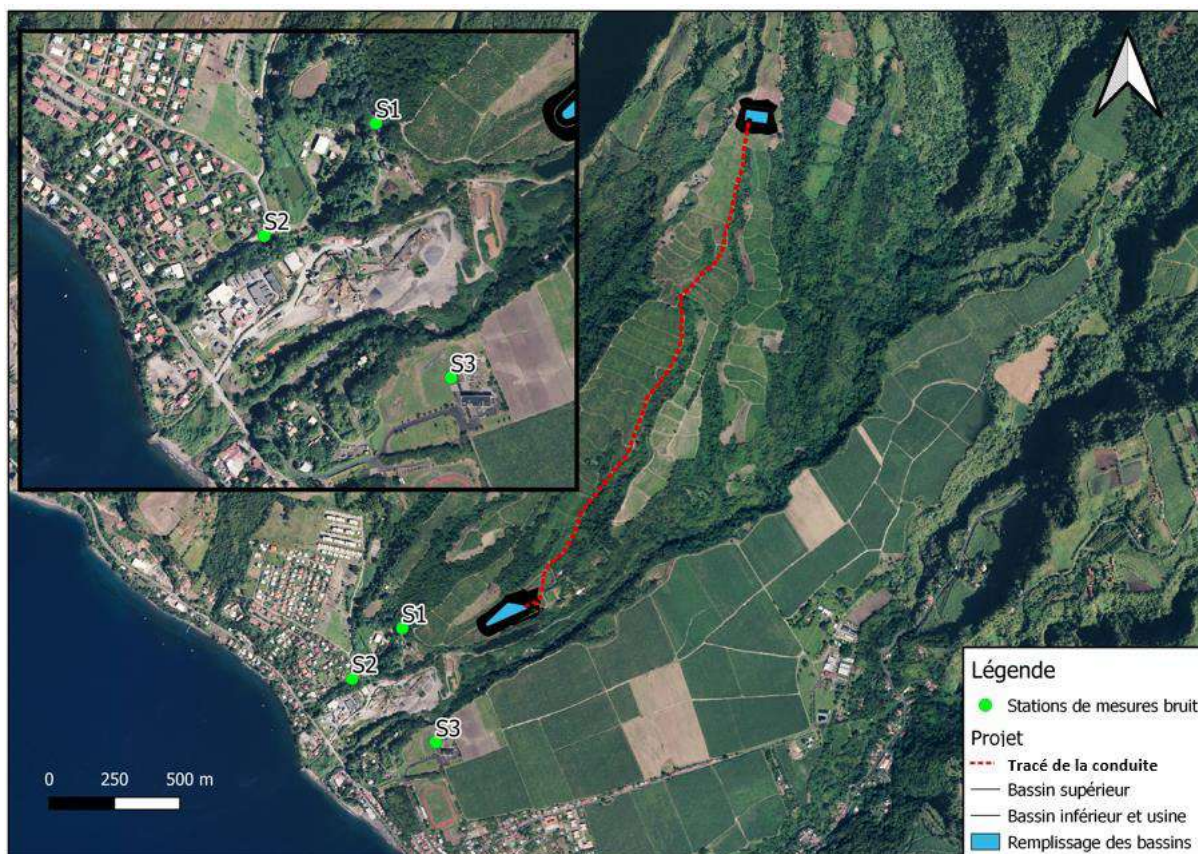 S1
S2
S3
S1
S2
S3
0 250 500 m
Légende
Stations de mesures bruit
Projet
Tracé de la conduite
Bassin supérieur
Bassin inférieur et usine
Remplissage des bassins